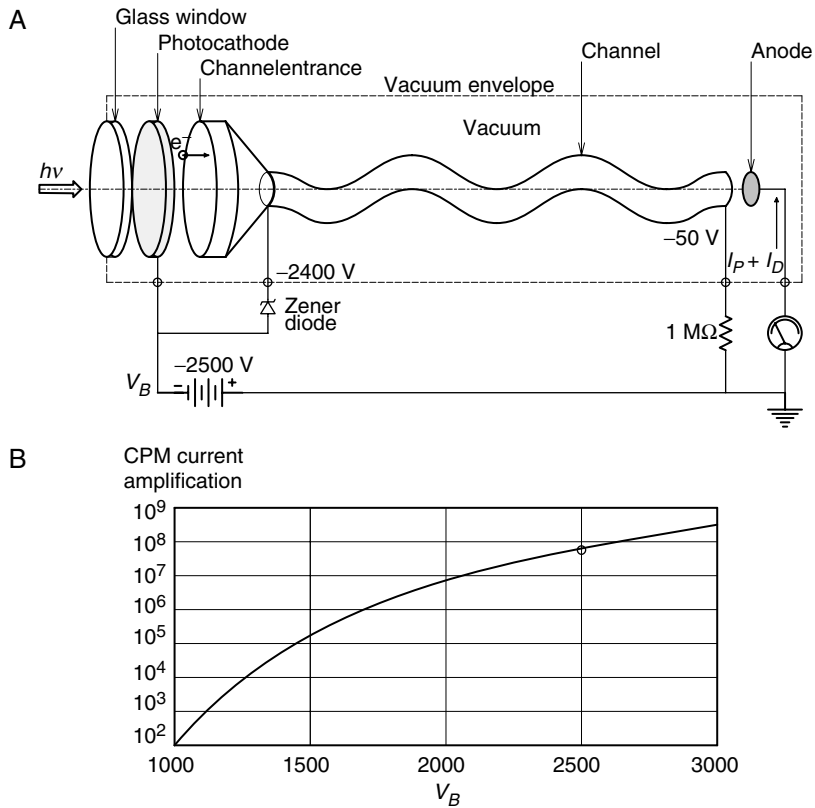 A
Glass window
Photocathode
Channelentrance
Channel
Anode
Vacuum envelope
Vacuum
e–
hν
–50 V
I_P + I_D
–2400 V
Zener
diode
1 MΩ
–2500 V
V_B
– +
B
CPM current
amplification
10⁹
10⁸
10⁷
10⁶
10⁵
10⁴
10³
10²
1000 1500 2000 2500 3000
V_B